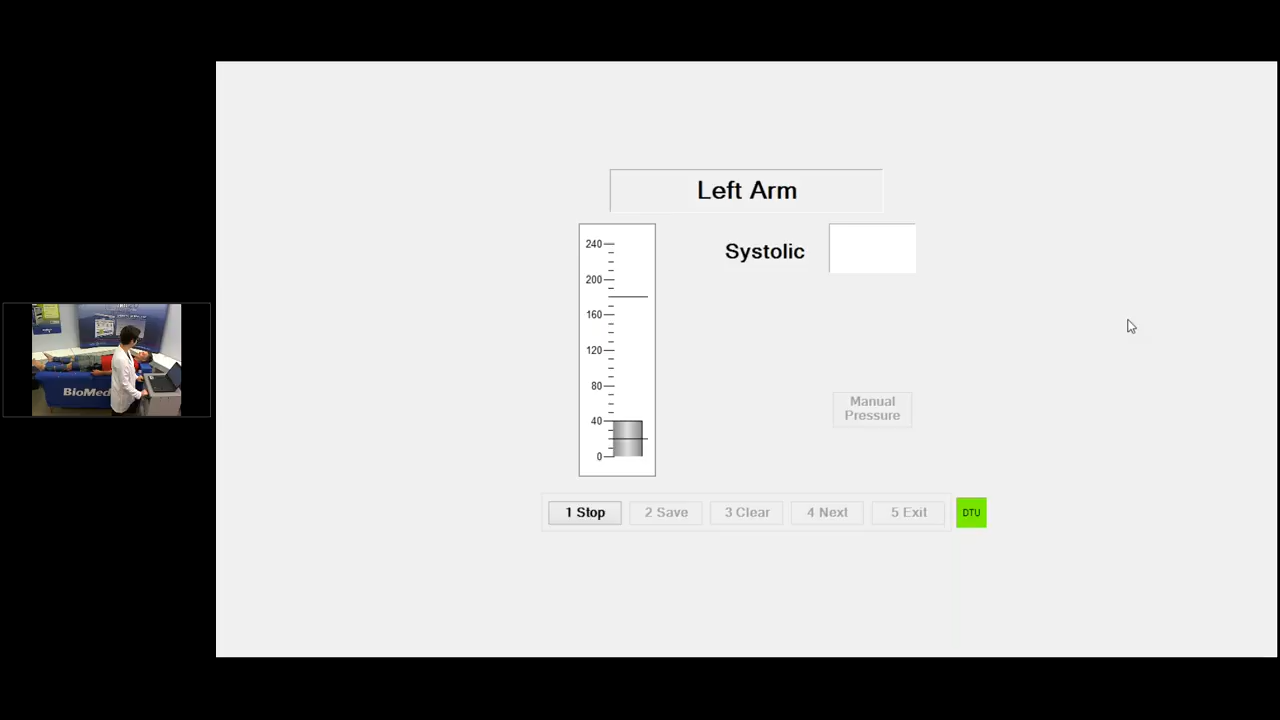 Left Arm
Systolic
240
200
160
120
80
40
0
Manual
Pressure
1 Stop
2 Save
3 Clear
4 Next
5 Exit
DTU
BioMed